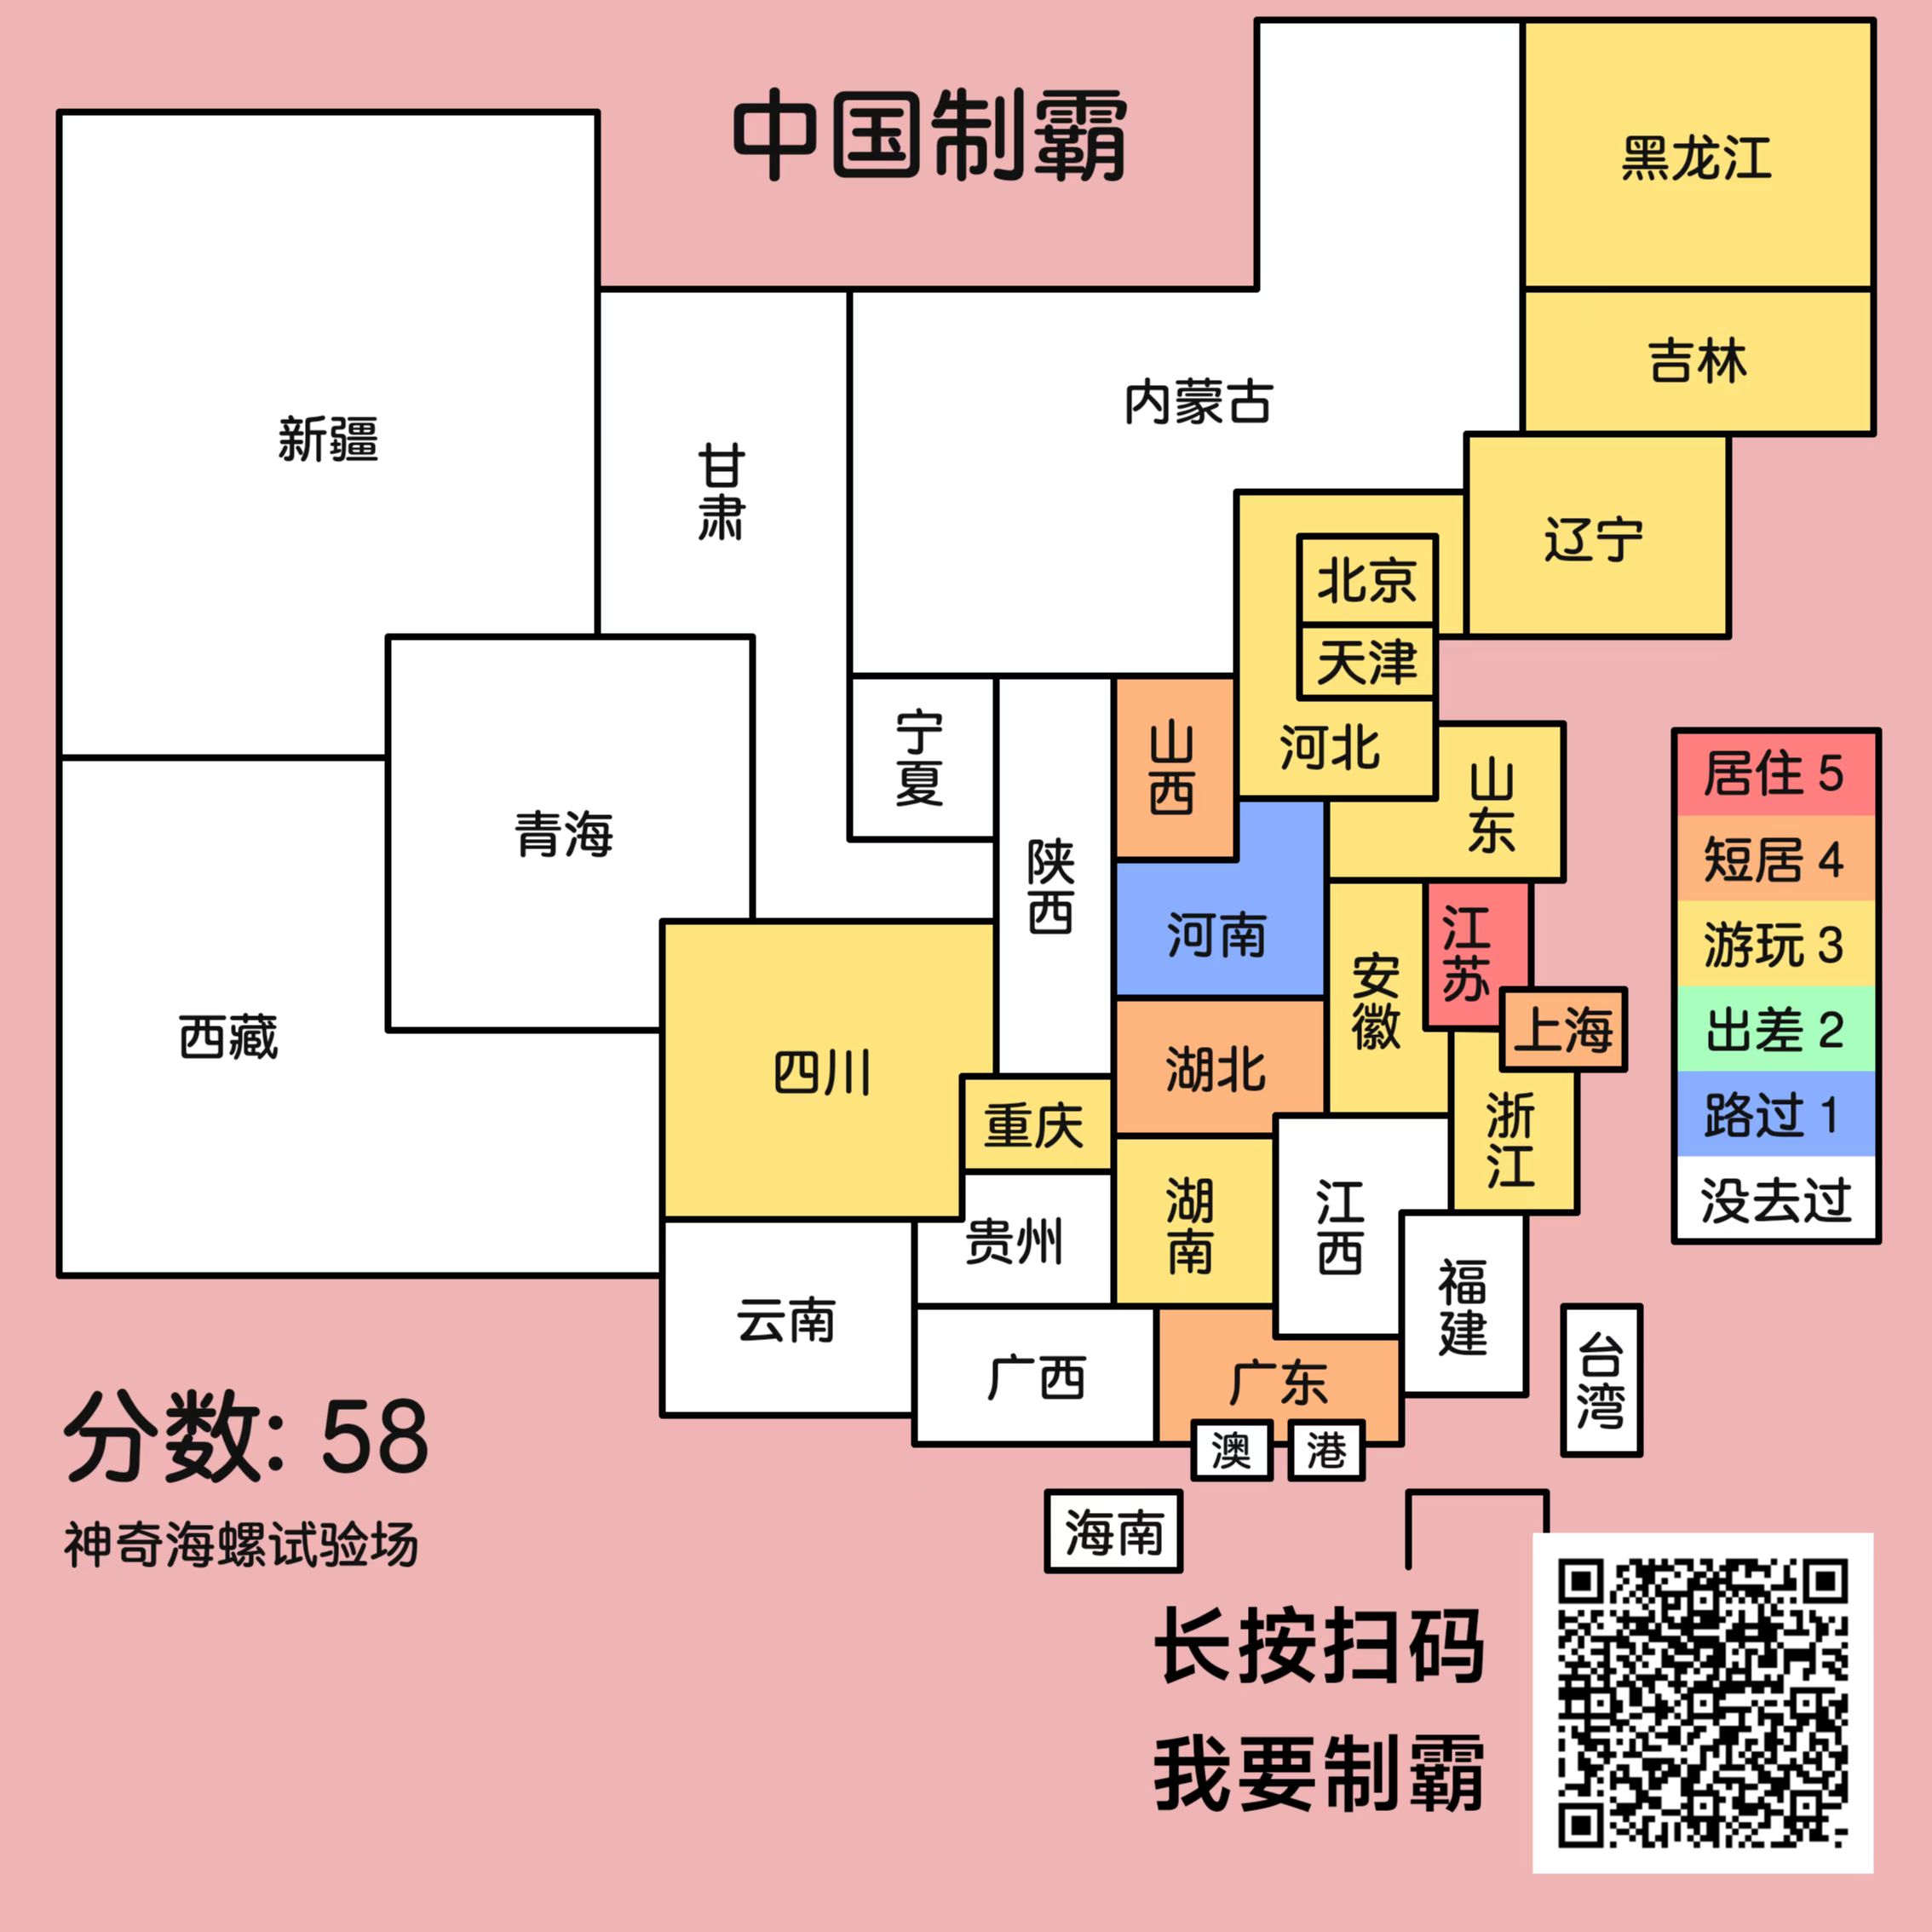 中国制霸
黑龙江
吉林
内蒙古
新疆
甘肃
辽宁
北京
天津
宁夏
山西
河北
山东
居住 5
短居 4
游玩 3
出差 2
路过 1
没去过
青海
陕西
河南
安徽
江苏
上海
西藏
四川
湖北
重庆
浙江
湖南
江西
贵州
福建
云南
广西
广东
台湾
澳
港
海南
分数: 58
神奇海螺试验场
长按扫码
我要制霸